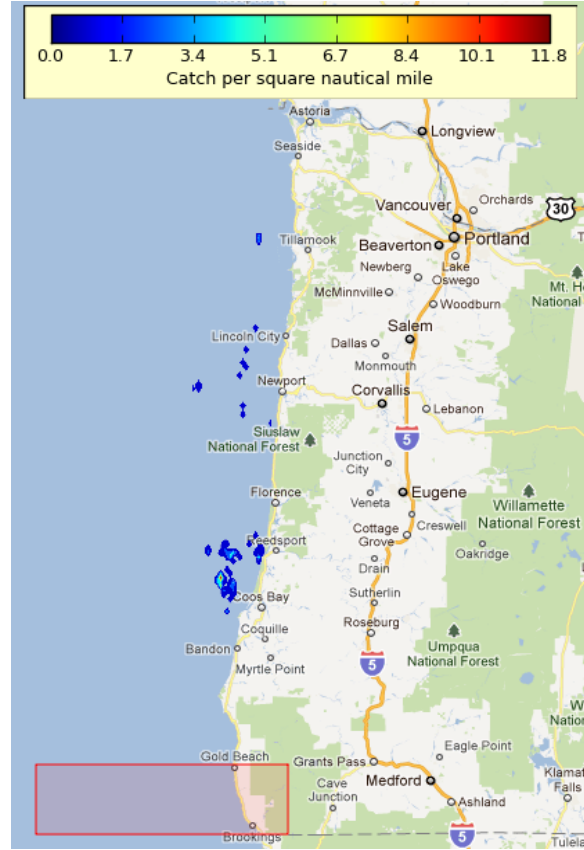 0.0 1.7 3.4 5.1 6.7 8.4 10.1 11.8
Catch per square nautical mile
Astoria
Longview
Seaside
Orchards
Vancouver
30
Portland
Tillamook
Beaverton
Lake
Oswego
Newberg
Mt. H
National
McMinnville
Woodburn
Lincoln City
Salem
Dallas
Monmouth
Newport
Corvallis
Lebanon
Siuslaw
National Forest
5
Junction
City
Florence
Veneta
Eugene
Willamette
National Forest
Creswell
Cottage
Grove
Reedsport
Oakridge
Drain
Sutherlin
Coos Bay
Roseburg
Coquille
Bandon
Umpqua
National Forest
Myrtle Point
5
W
Nation
Eagle Point
Gold Beach
Grants Pass
Medford
Klama
Falls
Cave
Junction
Ashland
Brookings
5
Tulela